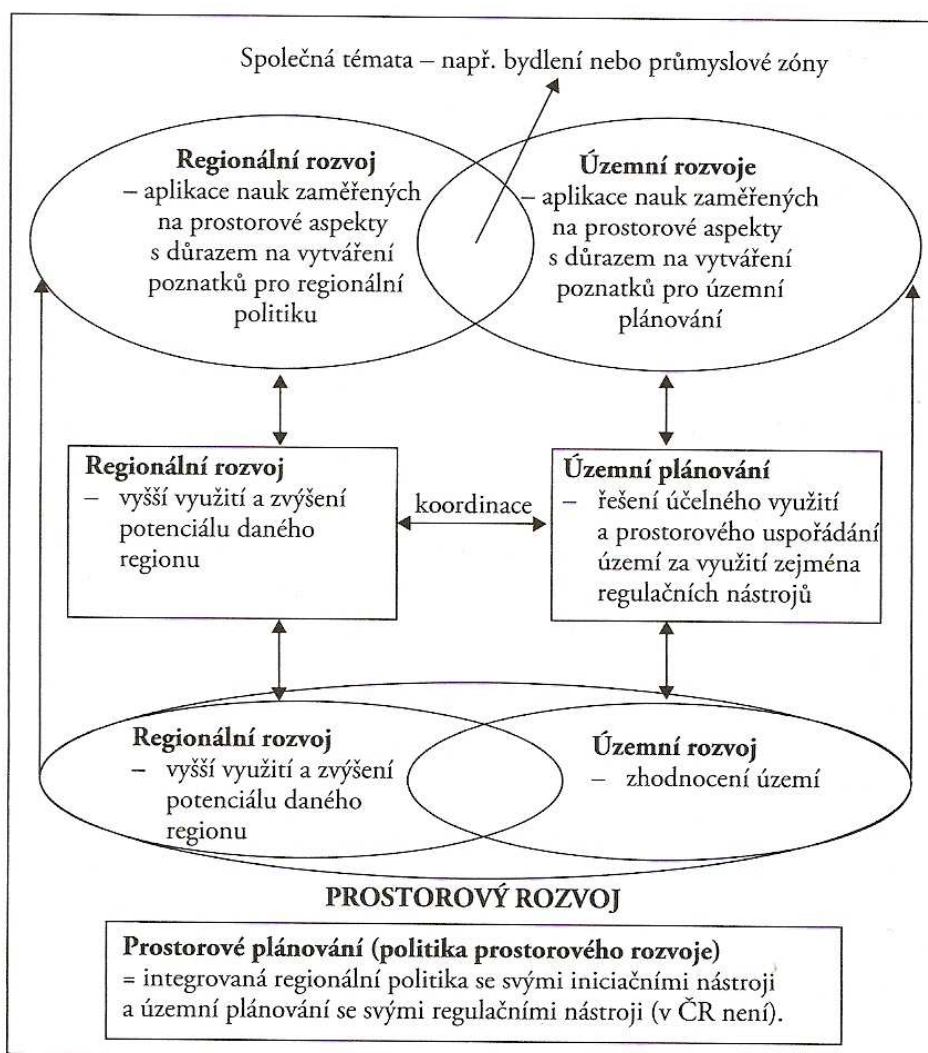 Společná témata – např. bydlení nebo průmyslové zóny
Regionální rozvoj
– aplikace nauk zaměřených
na prostorové aspekty
s důrazem na vytváření
poznatků pro regionální
politiku
Územní rozvoje
– aplikace nauk zaměřených
na prostorové aspekty
s důrazem na vytváření
poznatků pro územní
plánování
Regionální rozvoj
– vyšší využití a zvýšení
potenciálu daného
regionu
koordinace
Územní plánování
– řešení účelného využití
a prostorového uspořádání
území za využití zejména
regulačních nástrojů
Regionální rozvoj
– vyšší využití a zvýšení
potenciálu daného
regionu
Územní rozvoj
– zhodnocení území
PROSTOROVÝ ROZVOJ
Prostorové plánování (politika prostorového rozvoje)
= integrovaná regionální politika se svými iniciačními nástroji
a územní plánování se svými regulačními nástroji (v ČR není).